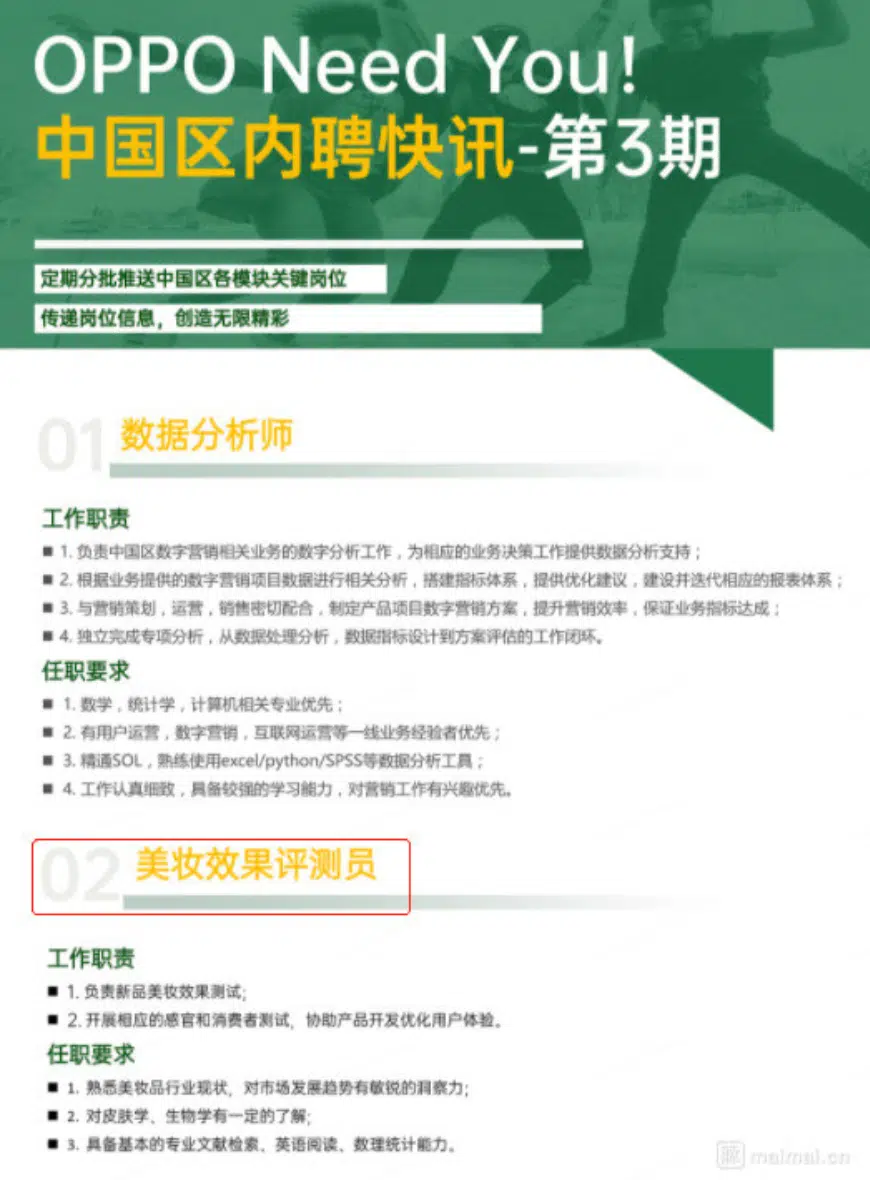 OPPO Need You!
中国区内聘快讯-第3期
定期分批推送中国区各模块关键岗位
传递岗位信息，创造无限精彩
01 数据分析师
工作职责
■ 1. 负责中国区数字营销相关业务的数字分析工作，为相应的业务决策工作提供数据分析支持；
■ 2. 根据业务提供的数字营销项目数据进行相关分析，搭建指标体系，提供优化建议，建设并迭代相应的报表体系；
■ 3. 与营销策划，运营，销售密切配合，制定产品项目数字营销方案，提升营销效率，保证业务指标达成；
■ 4. 独立完成专项分析，从数据处理分析，数据指标设计到方案评估的工作闭环。
任职要求
■ 1. 数学，统计学，计算机相关专业优先；
■ 2. 有用户运营，数字营销，互联网运营等一线业务经验者优先；
■ 3. 精通SOL，熟练使用excel/python/SPSS等数据分析工具；
■ 4. 工作认真细致，具备较强的学习能力，对营销工作有兴趣优先。
02 美妆效果评测员
工作职责
■ 1. 负责新品美妆效果测试;
■ 2. 开展相应的感官和消费者测试，协助产品开发优化用户体验。
任职要求
■ 1. 熟悉美妆品行业现状，对市场发展趋势有敏锐的洞察力;
■ 2. 对皮肤学、生物学有一定的了解;
■ 3. 具备基本的专业文献检索、英语阅读、数理统计能力。
脉 maimai.cn